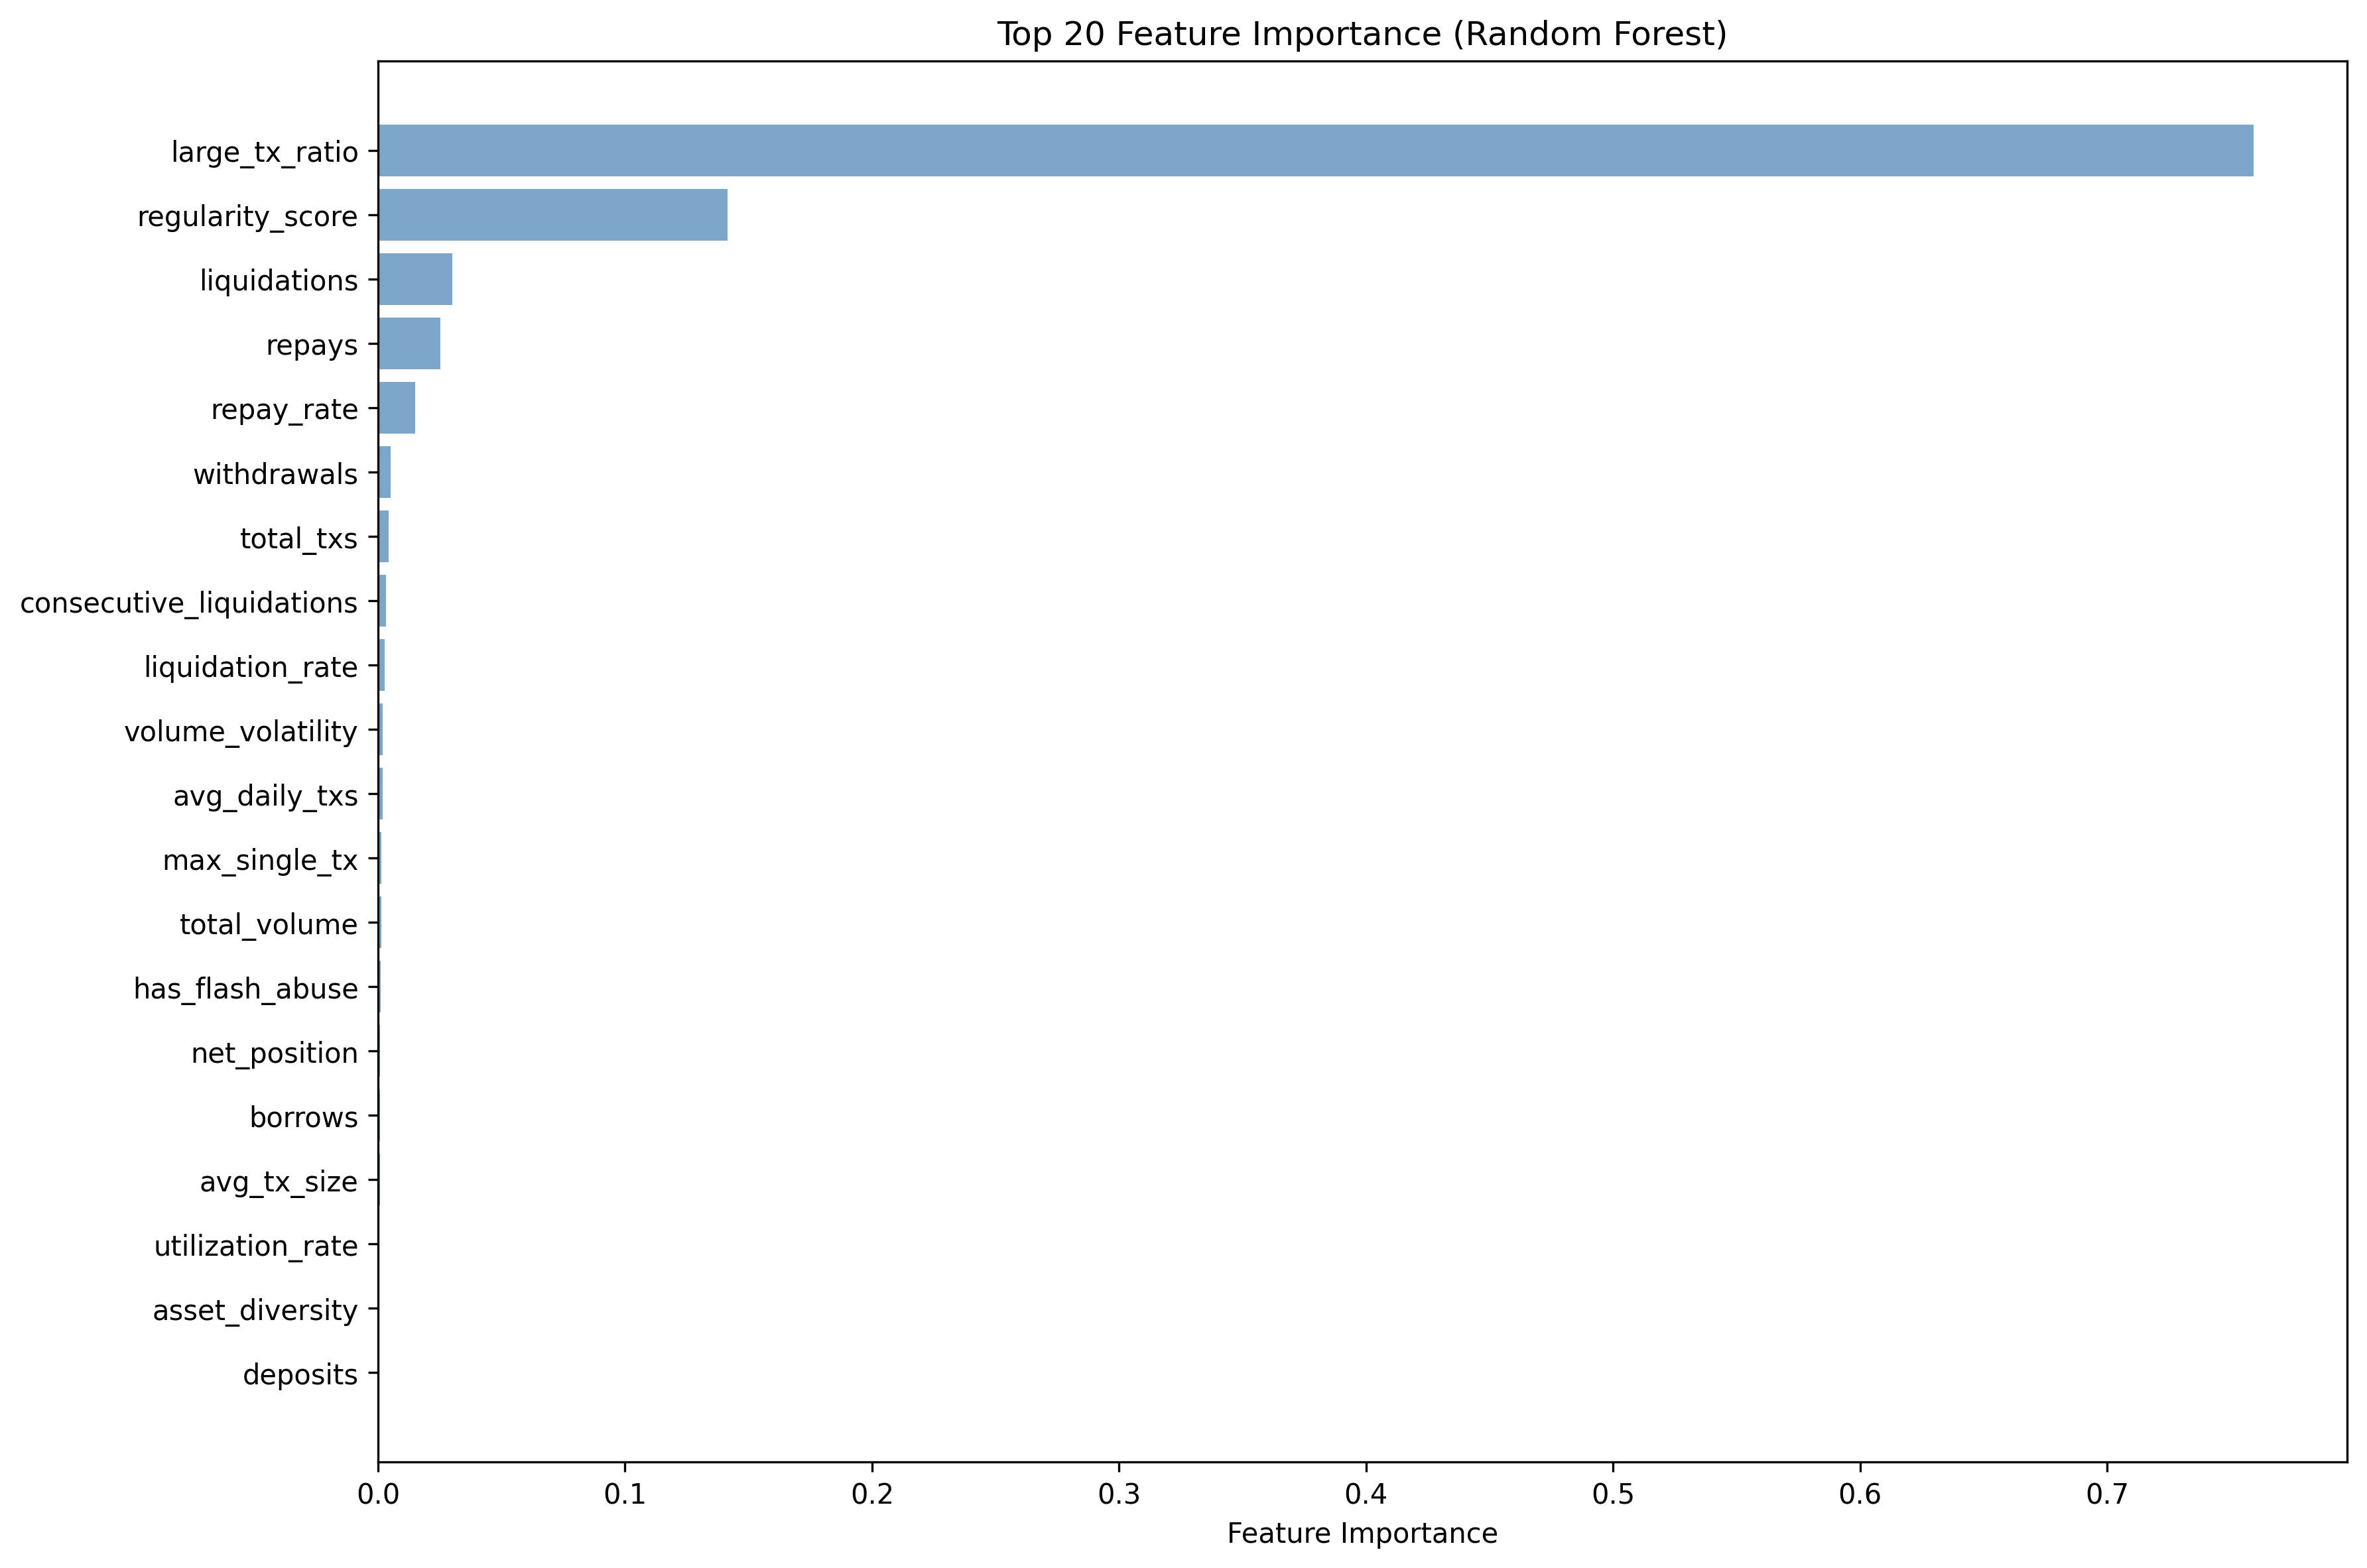 Top 20 Feature Importance (Random Forest)
large_tx_ratio
regularity_score
liquidations
repays
repay_rate
withdrawals
total_txs
consecutive_liquidations
liquidation_rate
volume_volatility
avg_daily_txs
max_single_tx
total_volume
has_flash_abuse
net_position
borrows
avg_tx_size
utilization_rate
asset_diversity
deposits
0.0 0.1 0.2 0.3 0.4 0.5 0.6 0.7
Feature Importance